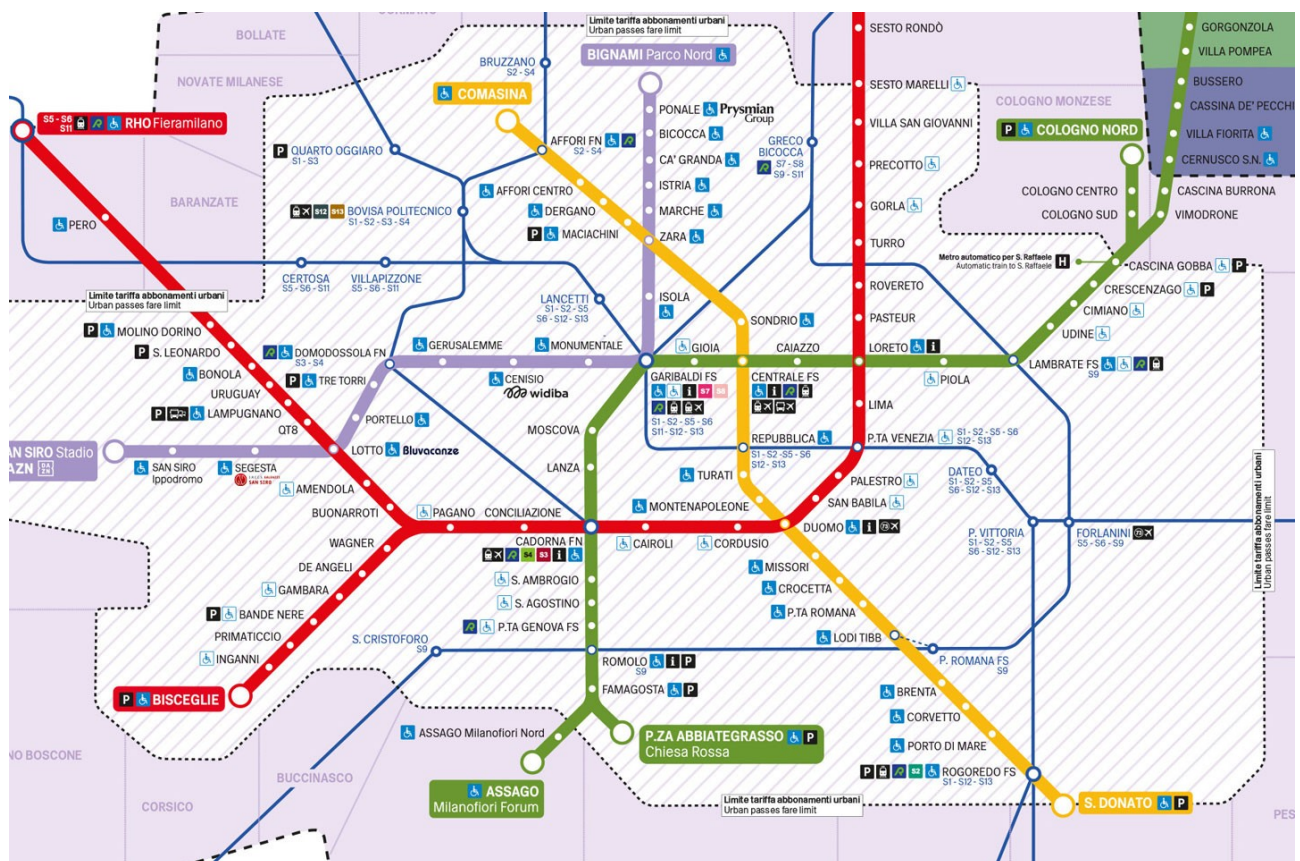 BOLLATE
CORMANO
Limite tariffa abbonamenti urbani
Urban passes fare limit
NOVATE MILANESE
BRUZZANO
S2 - S4
BIGNAMI Parco Nord
SESTO RONDÒ
GORGONZOLA
VILLA POMPEA
COMASINA
SESTO MARELLI
COLOGNO MONZESE
BUSSERO
CASSINA DE' PECCHI
S5 - S6
S11
RHO Fieramilano
PONALE
Prysmian
Group
VILLA SAN GIOVANNI
P
COLOGNO NORD
VILLA FIORITA
CERNUSCO S.N.
P
QUARTO OGGIARO
S1 - S3
AFFORI FN
S2 - S4
BICOCCA
GRECO
BICOCCA
S7 - S8
S9 - S11
CA' GRANDA
PRECOTTO
BARANZATE
AFFORI CENTRO
ISTRIA
COLOGNO CENTRO
CASCINA BURRONA
S12
S13
BOVISA POLITECNICO
S1 - S2 - S3 - S4
DERGANO
MARCHE
GORLA
COLOGNO SUD
VIMODRONE
PERO
P
MACIACHINI
ZARA
TURRO
Metro automatico per S. Raffaele
Automatic train to S. Raffaele
H
CASCINA GOBBA
P
CERTOSA
S5 - S6 - S11
VILLAPIZZONE
S5 - S6 - S11
ROVERETO
CRESCENZAGO
P
Limite tariffa abbonamenti urbani
Urban passes fare limit
LANCETTI
S1 - S2 - S5
S6 - S12 - S13
ISOLA
CIMIANO
P
MOLINO DORINO
SONDRIO
PASTEUR
UDINE
P
S. LEONARDO
DOMODOSSOLA FN
S3 - S4
GERUSALEMME
MONUMENTALE
GIOIA
CAIAZZO
LORETO
i
LAMBRATE FS
S9
BONOLA
P
TRE TORRI
CENISIO
widiba
GARIBALDI FS
i
S7
S8
S1 - S2 - S5 - S6
S11 - S12 - S13
CENTRALE FS
i
PIOLA
URUGUAY
P
LAMPUGNANO
PORTELLO
MOSCOVA
LIMA
QT8
SAN SIRO Stadio
DAZN
LOTTO
Bluvacanze
REPUBBLICA
S1 - S2 - S5 - S6
S12 - S13
P.TA VENEZIA
S1 - S2 - S5 - S6
S12 - S13
SAN SIRO
Ippodromo
SEGESTA
LANZA
TURATI
PALESTRO
DATEO
S1 - S2 - S5
S6 - S12 - S13
AMENDOLA
BUONARROTI
PAGANO
CONCILIAZIONE
MONTENAPOLEONE
SAN BABILA
Limite tariffa abbonamenti urbani
Urban passes fare limit
WAGNER
CADORNA FN
S4
S3
i
CAIROLI
CORDUSIO
DUOMO
i
73
P. VITTORIA
S1 - S2 - S5
S6 - S12 - S13
FORLANINI
73
S5 - S6 - S9
DE ANGELI
S. AMBROGIO
MISSORI
GAMBARA
S. AGOSTINO
CROCETTA
P
BANDE NERE
P.TA GENOVA FS
P.TA ROMANA
PRIMATICCIO
S. CRISTOFORO
S9
LODI TIBB
INGANNI
ROMOLO
i
P
S9
P. ROMANA FS
S9
P
BISCEGLIE
FAMAGOSTA
P
BRENTA
ASSAGO Milanofiori Nord
P.ZA ABBIATEGRASSO
P
Chiesa Rossa
CORVETTO
PORTO DI MARE
NO BOSCONE
BUCCINASCO
ASSAGO
Milanofiori Forum
P
S2
ROGOREDO FS
S1 - S12 - S13
CORSICO
Limite tariffa abbonamenti urbani
Urban passes fare limit
S. DONATO
P
PES